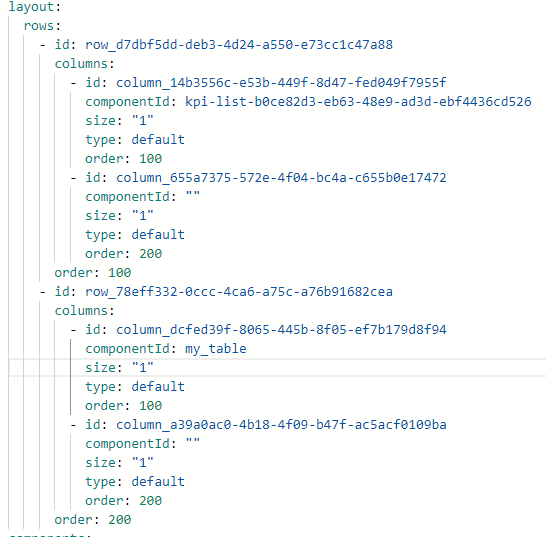 layout:
rows:
- id: row_d7dbf5dd-deb3-4d24-a550-e73cc1c47a88
columns:
- id: column_14b3556c-e53b-449f-8d47-fed049f7955f
componentId: kpi-list-b0ce82d3-eb63-48e9-ad3d-ebf4436cd526
size: "1"
type: default
order: 100
- id: column_655a7375-572e-4f04-bc4a-c655b0e17472
componentId: ""
size: "1"
type: default
order: 200
order: 100
- id: row_78eff332-0ccc-4ca6-a75c-a76b91682cea
columns:
- id: column_dcfed39f-8065-445b-8f05-ef7b179d8f94
componentId: my_table
size: "1"
type: default
order: 100
- id: column_a39a0ac0-4b18-4f09-b47f-ac5acf0109ba
componentId: ""
size: "1"
type: default
order: 200
order: 200
components: